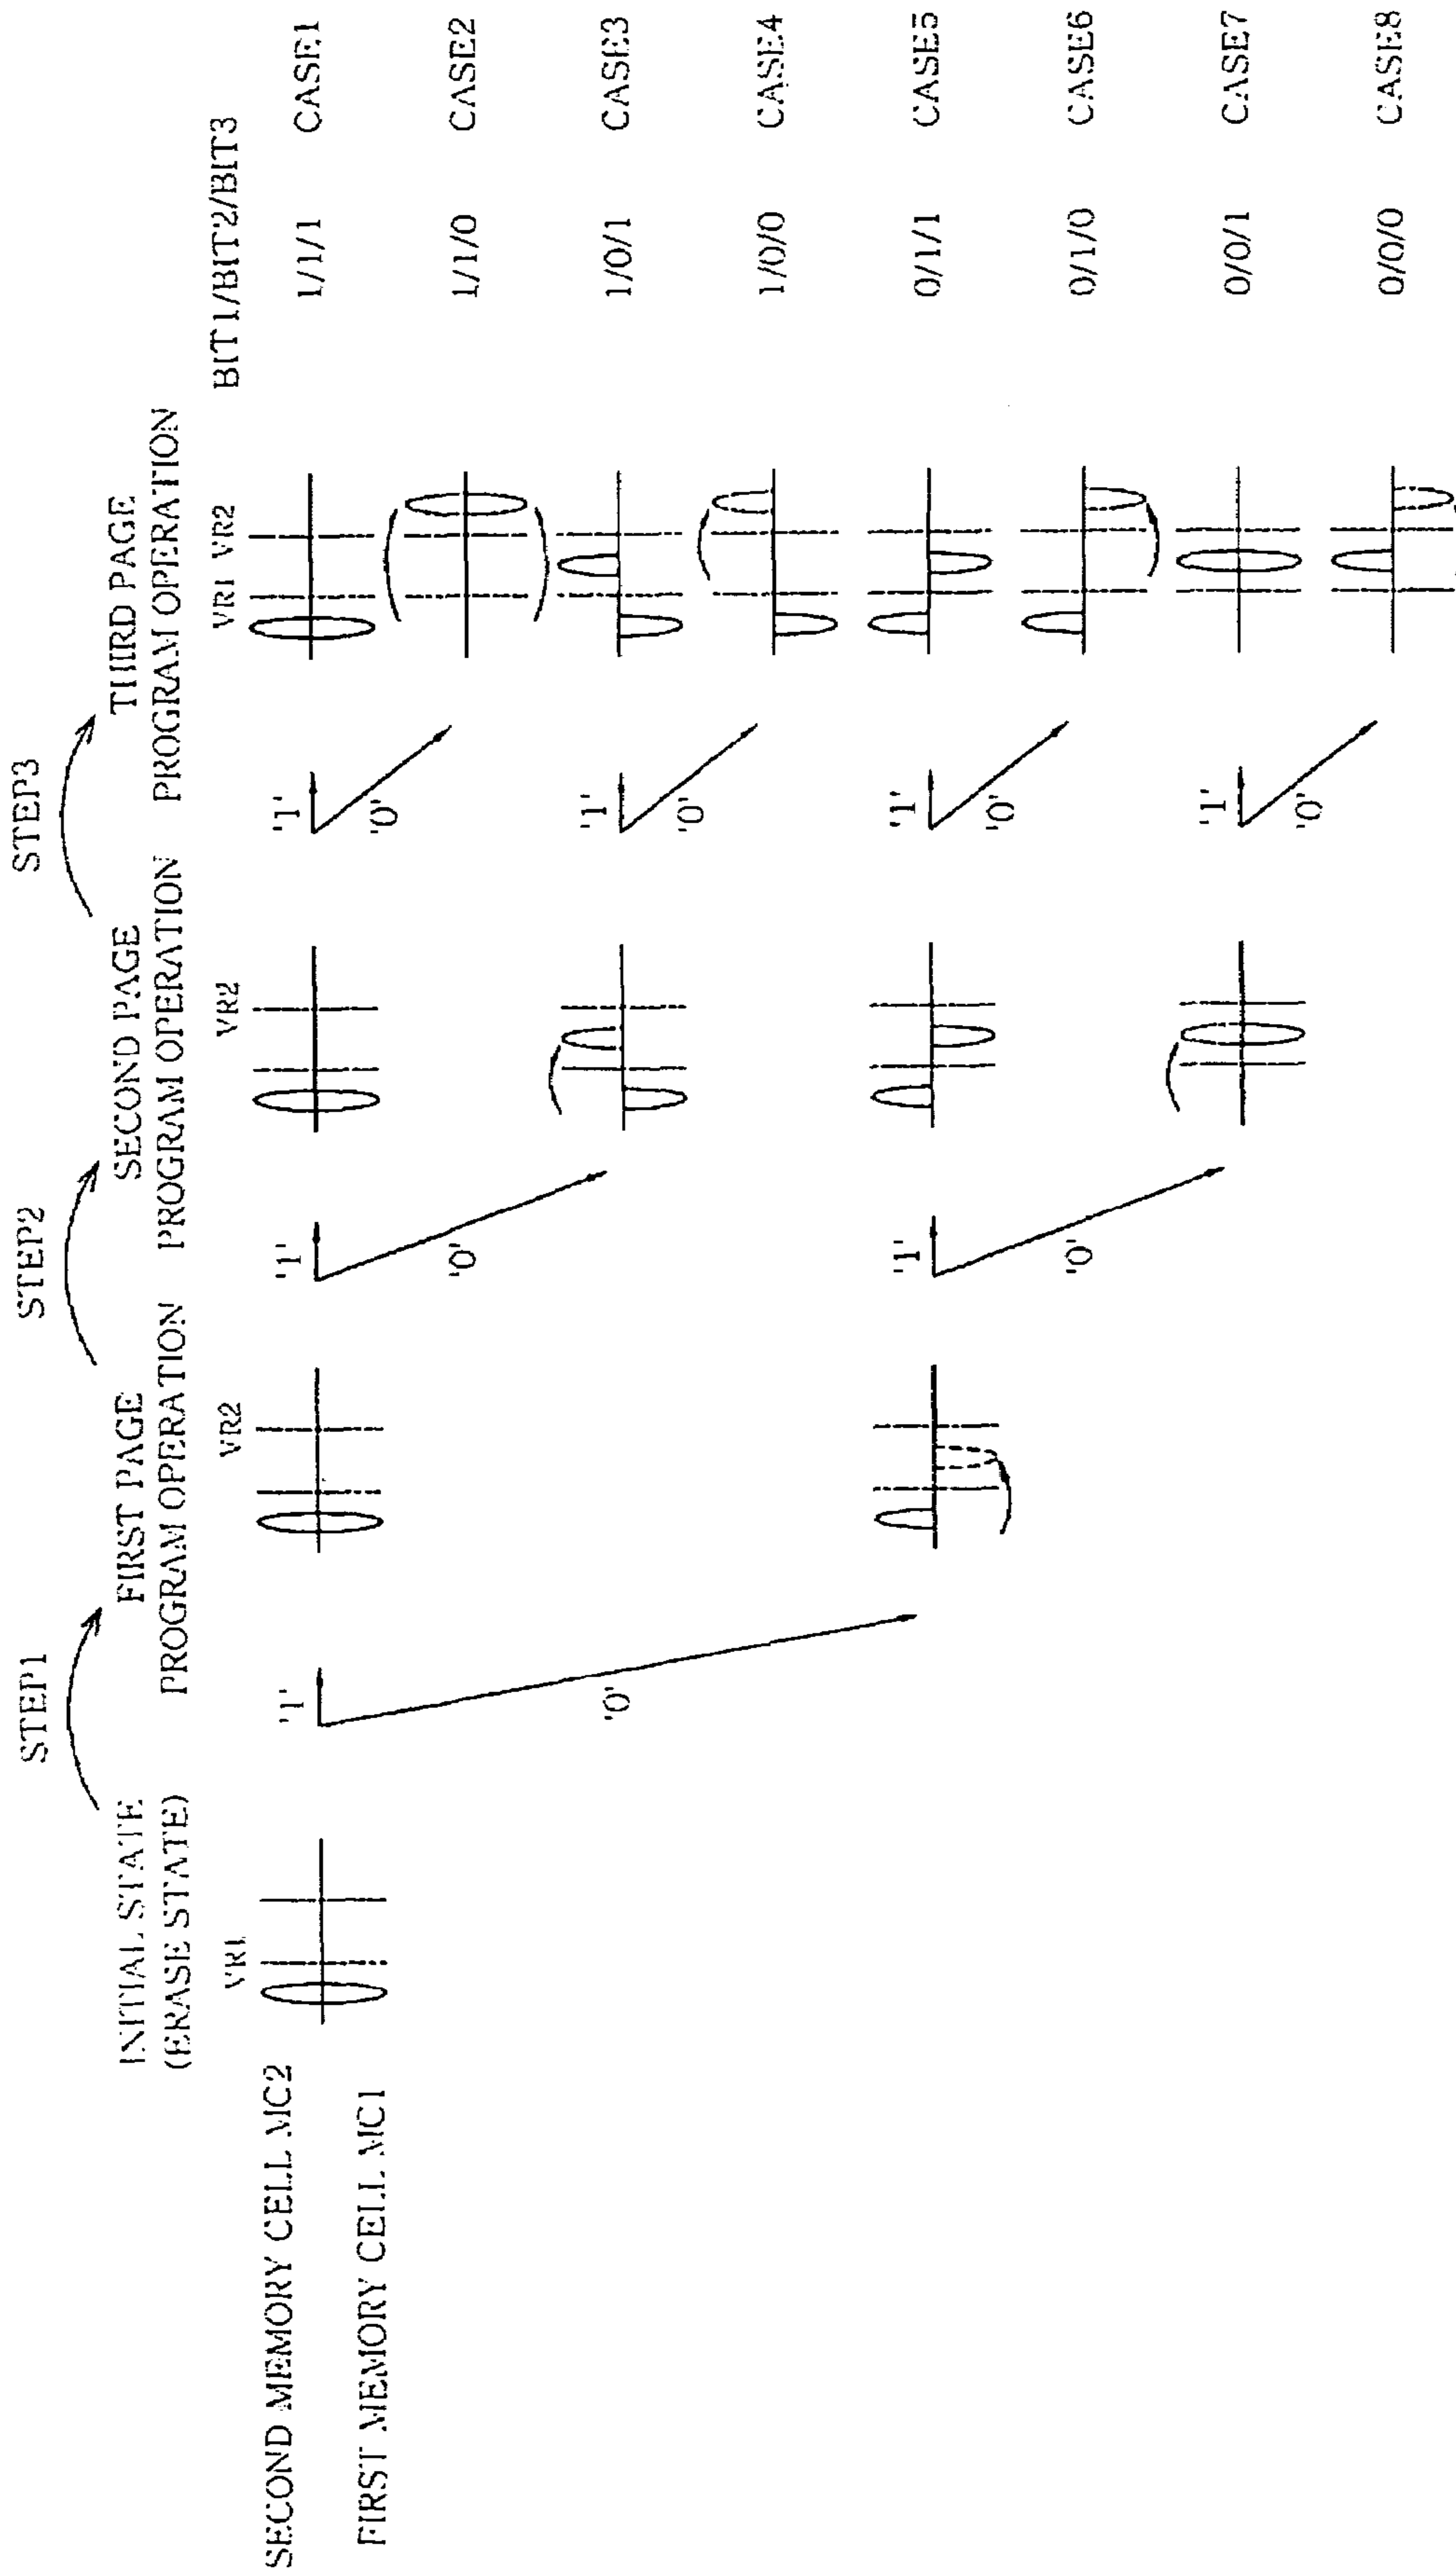 STEP1
STEP2
STEP3
INITIAL STATE
(ERASE STATE)
FIRST PAGE
PROGRAM OPERATION
SECOND PAGE
PROGRAM OPERATION
THIRD PAGE
PROGRAM OPERATION
VR1
VR2
VR2
VR1 VR2
BIT1/BIT2/BIT3
SECOND MEMORY CELL MC2
FIRST MEMORY CELL MC1
'1'
'1'
'1'
1/1/1 CASE1
'0'
1/1/0 CASE2
'0'
'1'
1/0/1 CASE3
'0'
'0'
1/0/0 CASE4
'1'
'1'
0/1/1 CASE5
'0'
0/1/0 CASE6
'0'
'1'
0/0/1 CASE7
'0'
0/0/0 CASE8